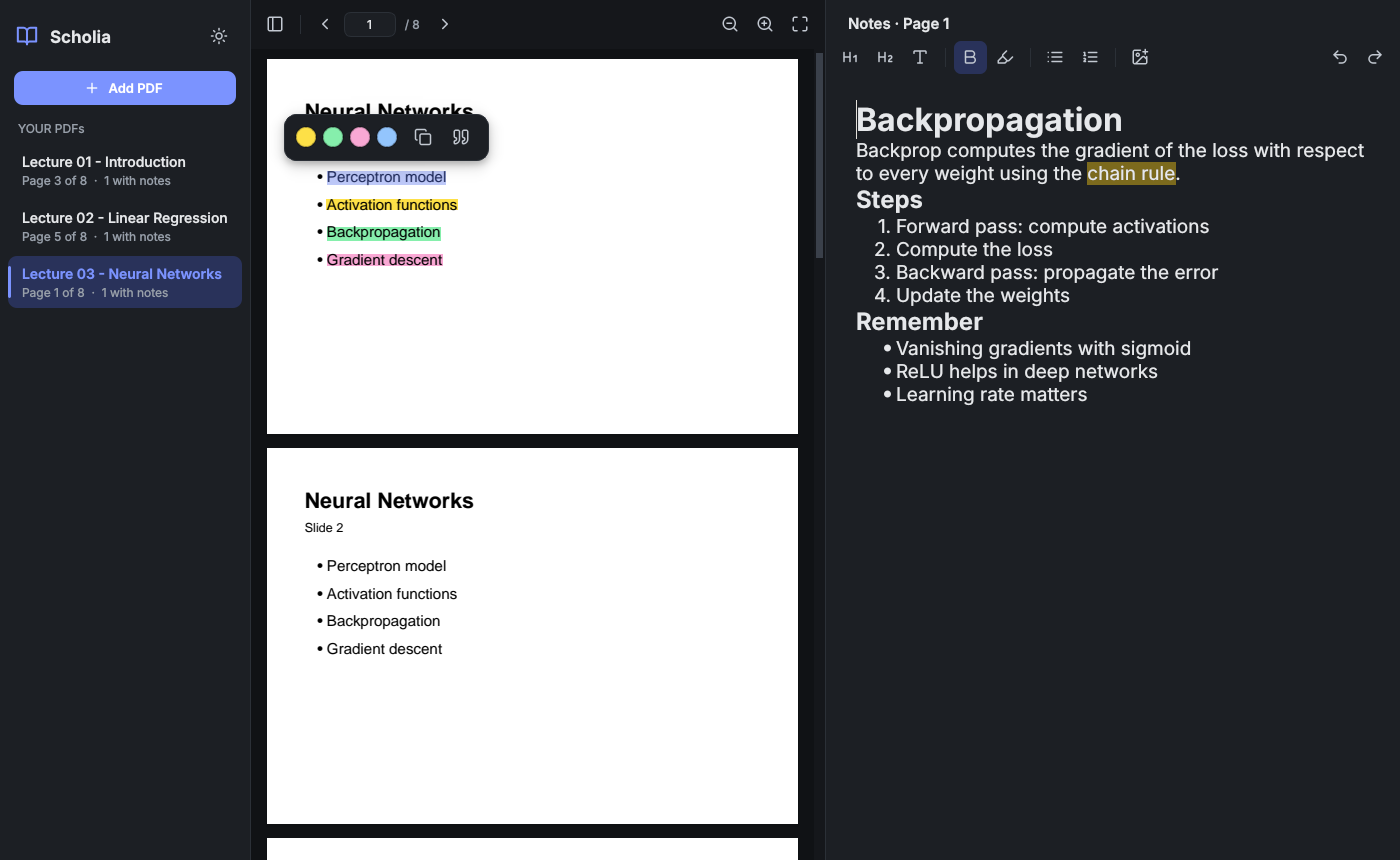 Scholia
Add PDF
YOUR PDFs
Lecture 01 - Introduction
Page 3 of 8 · 1 with notes
Lecture 02 - Linear Regression
Page 5 of 8 · 1 with notes
Lecture 03 - Neural Networks
Page 1 of 8 · 1 with notes
1 / 8
Neural Networks
• Perceptron model
• Activation functions
• Backpropagation
• Gradient descent
Neural Networks
Slide 2
• Perceptron model
• Activation functions
• Backpropagation
• Gradient descent
Notes · Page 1
H1 H2 T B
Backpropagation
Backprop computes the gradient of the loss with respect
to every weight using the chain rule.
Steps
1. Forward pass: compute activations
2. Compute the loss
3. Backward pass: propagate the error
4. Update the weights
Remember
• Vanishing gradients with sigmoid
• ReLU helps in deep networks
• Learning rate matters